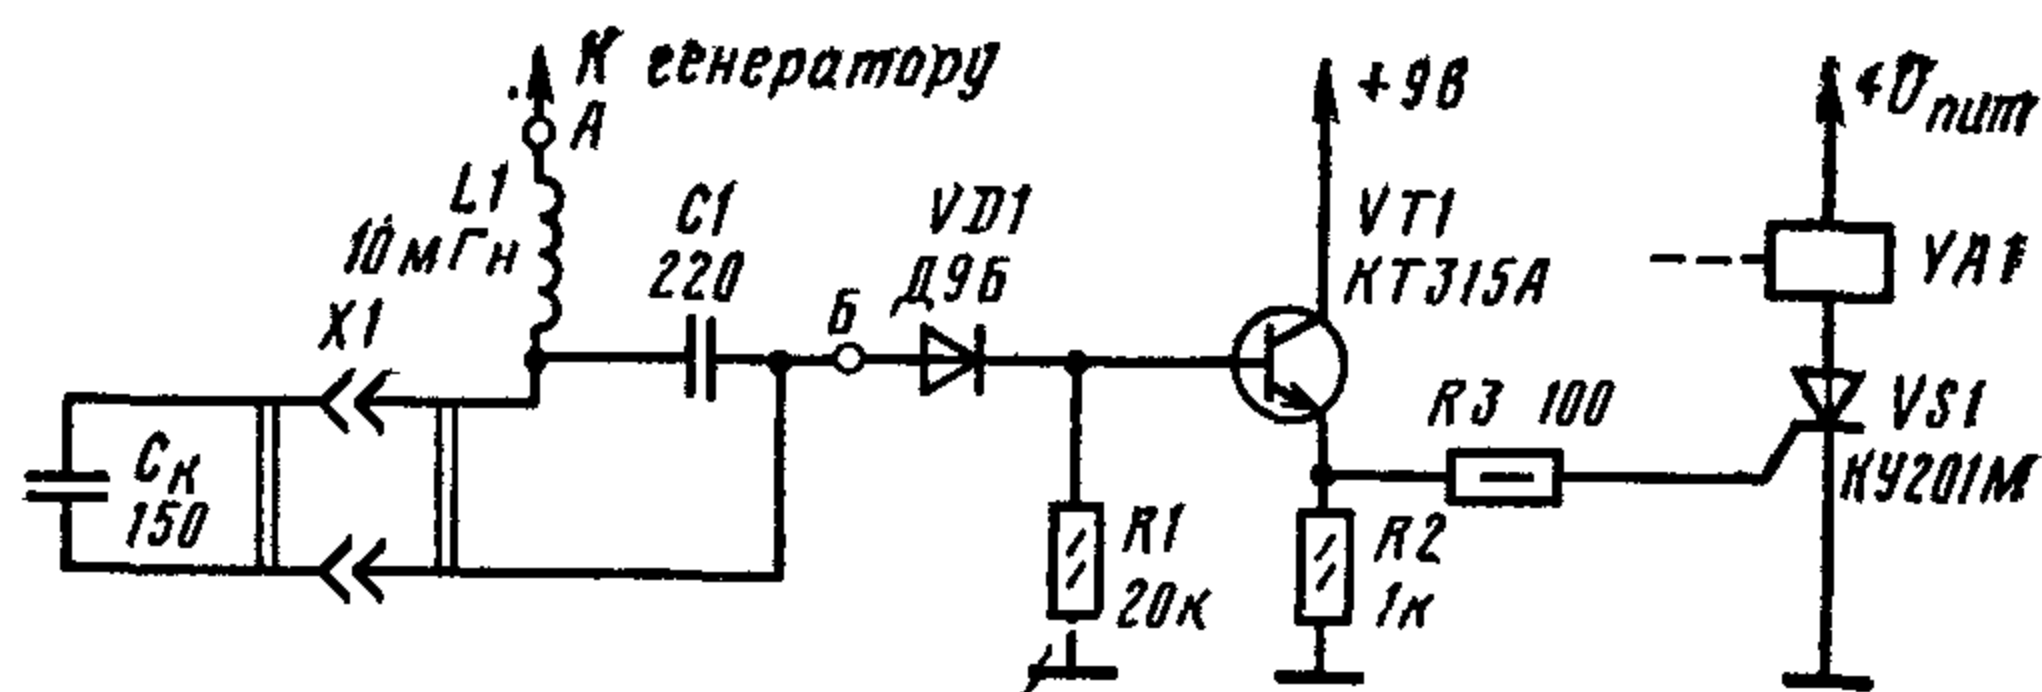 К генератору
А
+9В
+Uпит
L1
10мГн
C1
220
VD1
Д9Б
Б
VT1
КТ315А
YA1
X1
Cк
150
R1
20к
R2
1к
R3 100
VS1
КУ201М